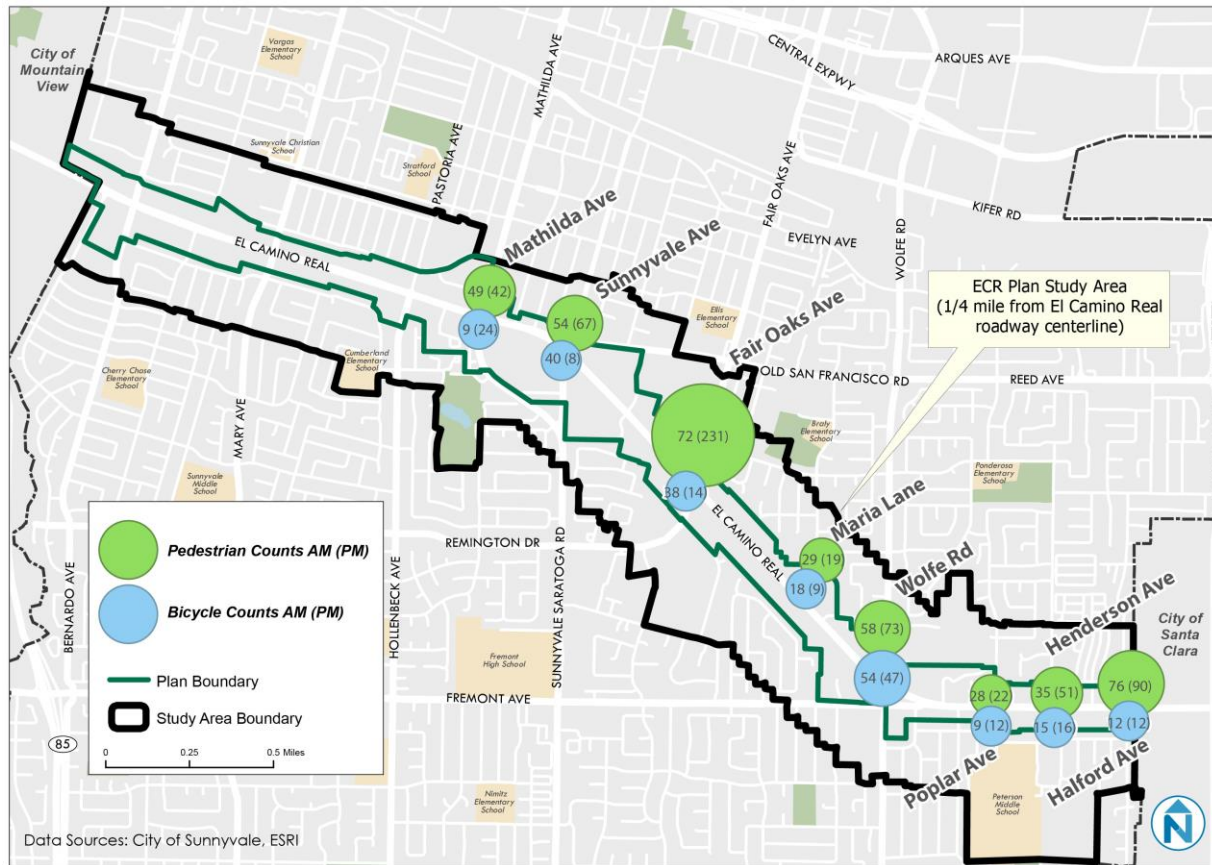 City of
Mountain
View
Vargas
Elementary
School
MATHILDA AVE
CENTRAL EXPWY
ARQUES AVE
Sunnyvale Christian
School
Stratford
School
PASTORIA AVE
FAIR OAKS AVE
KIFER RD
EVELYN AVE
WOLFE RD
EL CAMINO REAL
Mathilda Ave
Sunnyvale Ave
49 (42)
9 (24)
54 (67)
40 (8)
Ellis
Elementary
School
Fair Oaks Ave
ECR Plan Study Area
(1/4 mile from El Camino Real
roadway centerline)
Cumberland
Elementary
School
Cherry Chase
Elementary
School
OLD SAN FRANCISCO RD
REED AVE
MARY AVE
72 (231)
38 (14)
Braly
Elementary
School
Ponderosa
Elementary
School
Sunnyvale
Middle
School
EL CAMINO REAL
Maria Lane
REMINGTON DR
29 (19)
18 (9)
Wolfe Rd
58 (73)
54 (47)
Henderson Ave
City of
Santa
Clara
Pedestrian Counts AM (PM)
Bicycle Counts AM (PM)
Plan Boundary
Study Area Boundary
0
0.25
0.5 Miles
BERNARDO AVE
HOLLENBECK AVE
SUNNYVALE SARATOGA RD
Fremont
High School
FREMONT AVE
28 (22)
9 (12)
35 (51)
15 (16)
76 (90)
12 (12)
Poplar Ave
Halford Ave
85
Nimitz
Elementary
School
Peterson
Middle
School
N
Data Sources: City of Sunnyvale, ESRI